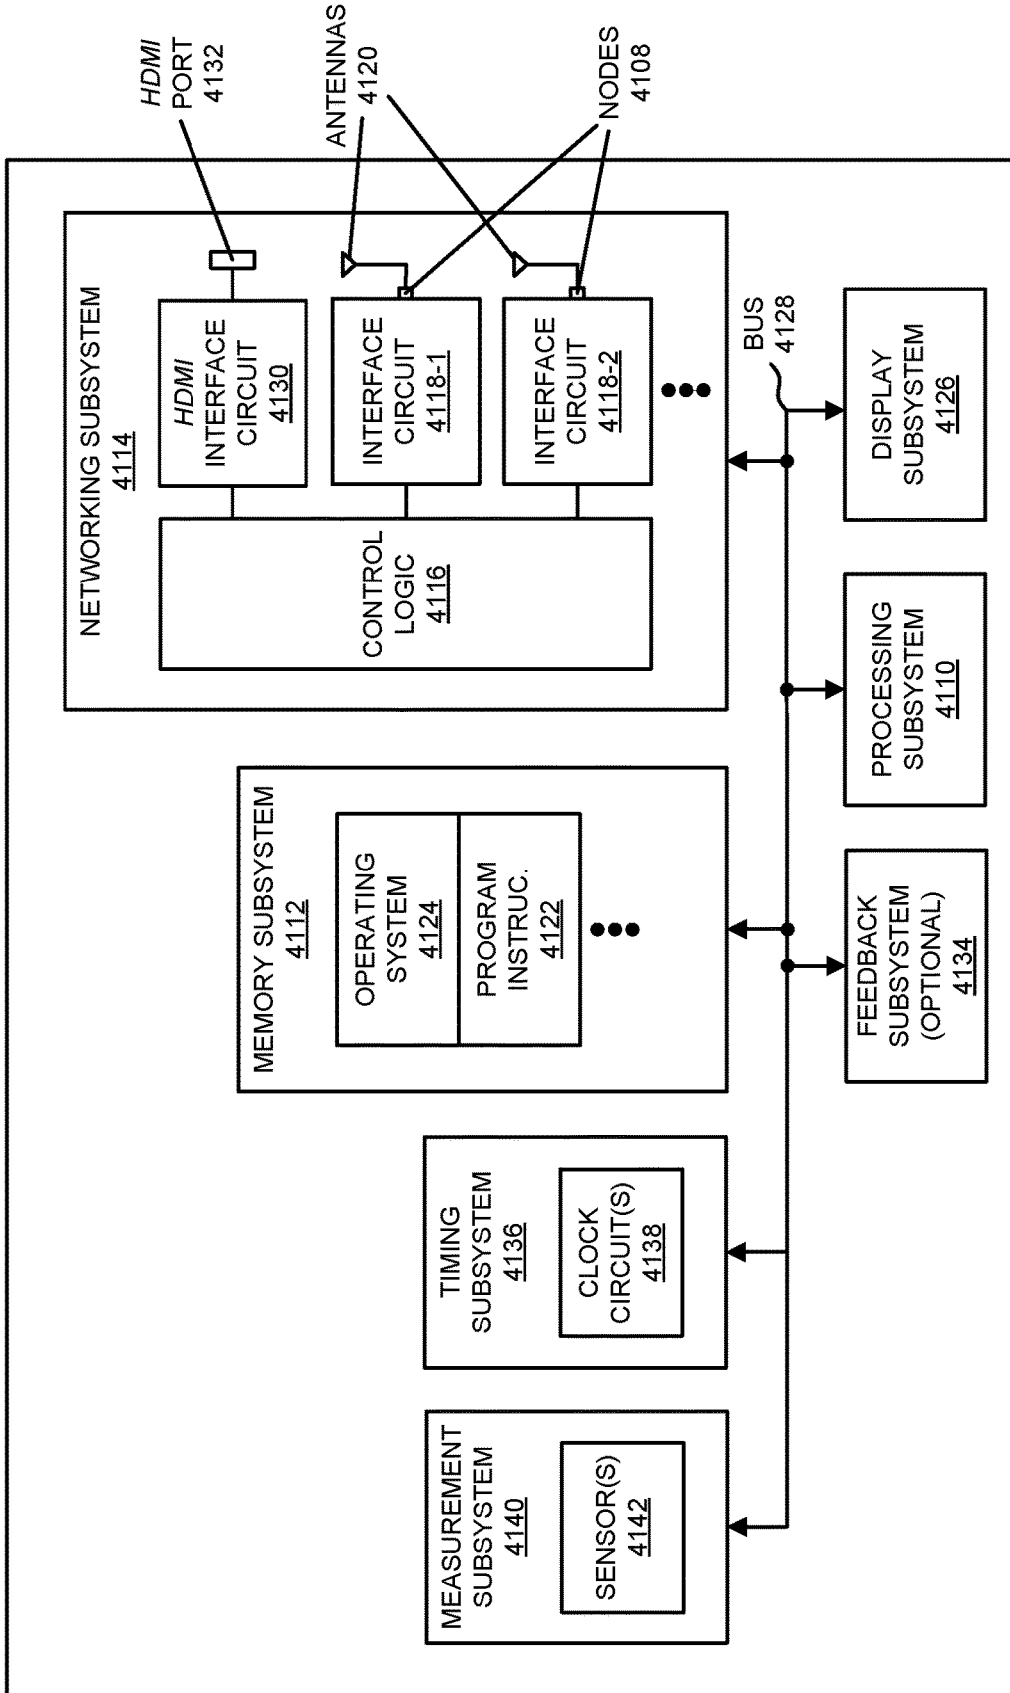 MEASUREMENT
SUBSYSTEM
4140
SENSOR(S)
4142
TIMING
SUBSYSTEM
4136
CLOCK
CIRCUIT(S)
4138
MEMORY SUBSYSTEM
4112
OPERATING
SYSTEM
4124
PROGRAM
INSTRUC.
4122
NETWORKING SUBSYSTEM
4114
CONTROL
LOGIC
4116
HDMI
INTERFACE
CIRCUIT
4130
INTERFACE
CIRCUIT
4118-1
INTERFACE
CIRCUIT
4118-2
HDMI
PORT
4132
ANTENNAS
4120
NODES
4108
BUS
4128
FEEDBACK
SUBSYSTEM
(OPTIONAL)
4134
PROCESSING
SUBSYSTEM
4110
DISPLAY
SUBSYSTEM
4126